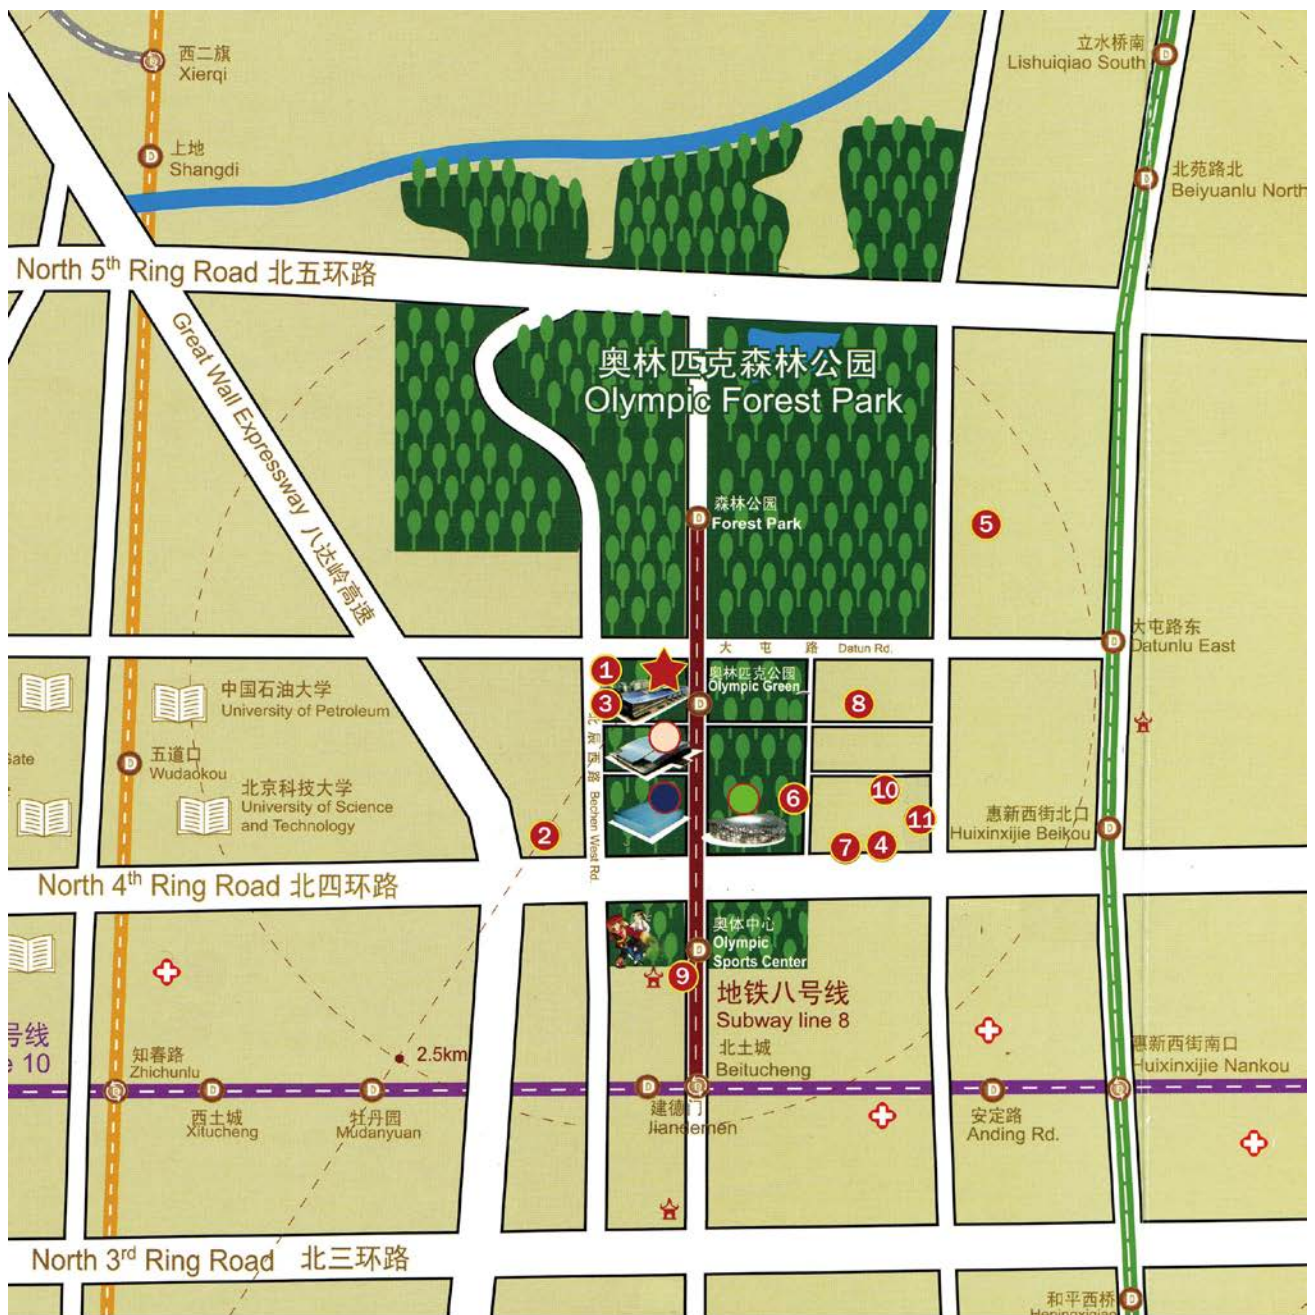 西二旗
Xierqi
立水桥南
Lishuiqiao South
上地
Shangdi
北苑路北
Beiyuanlu North
North 5th Ring Road 北五环路
Great Wall Expressway 八达岭高速
奥林匹克森林公园
Olympic Forest Park
森林公园
Forest Park
5
大屯路 Datun Rd.
大屯路东
Datunlu East
1
奥林匹克公园
Olympic Green
3
8
中国石油大学
University of Petroleum
北辰西路 Bechen West Rd.
五道口
Wudaokou
北京科技大学
University of Science
and Technology
6
10
11
惠新西街北口
Huixinxijie Beikou
2
7
4
North 4th Ring Road 北四环路
奥体中心
Olympic
Sports Center
9
地铁八号线
Subway line 8
号线
10
2.5km
北土城
Beitucheng
知春路
Zhichunlu
惠新西街南口
Huixinxijie Nankou
西土城
Xitucheng
牡丹园
Mudanyuan
建德门
Jiandemen
安定路
Anding Rd.
North 3rd Ring Road 北三环路
和平西桥